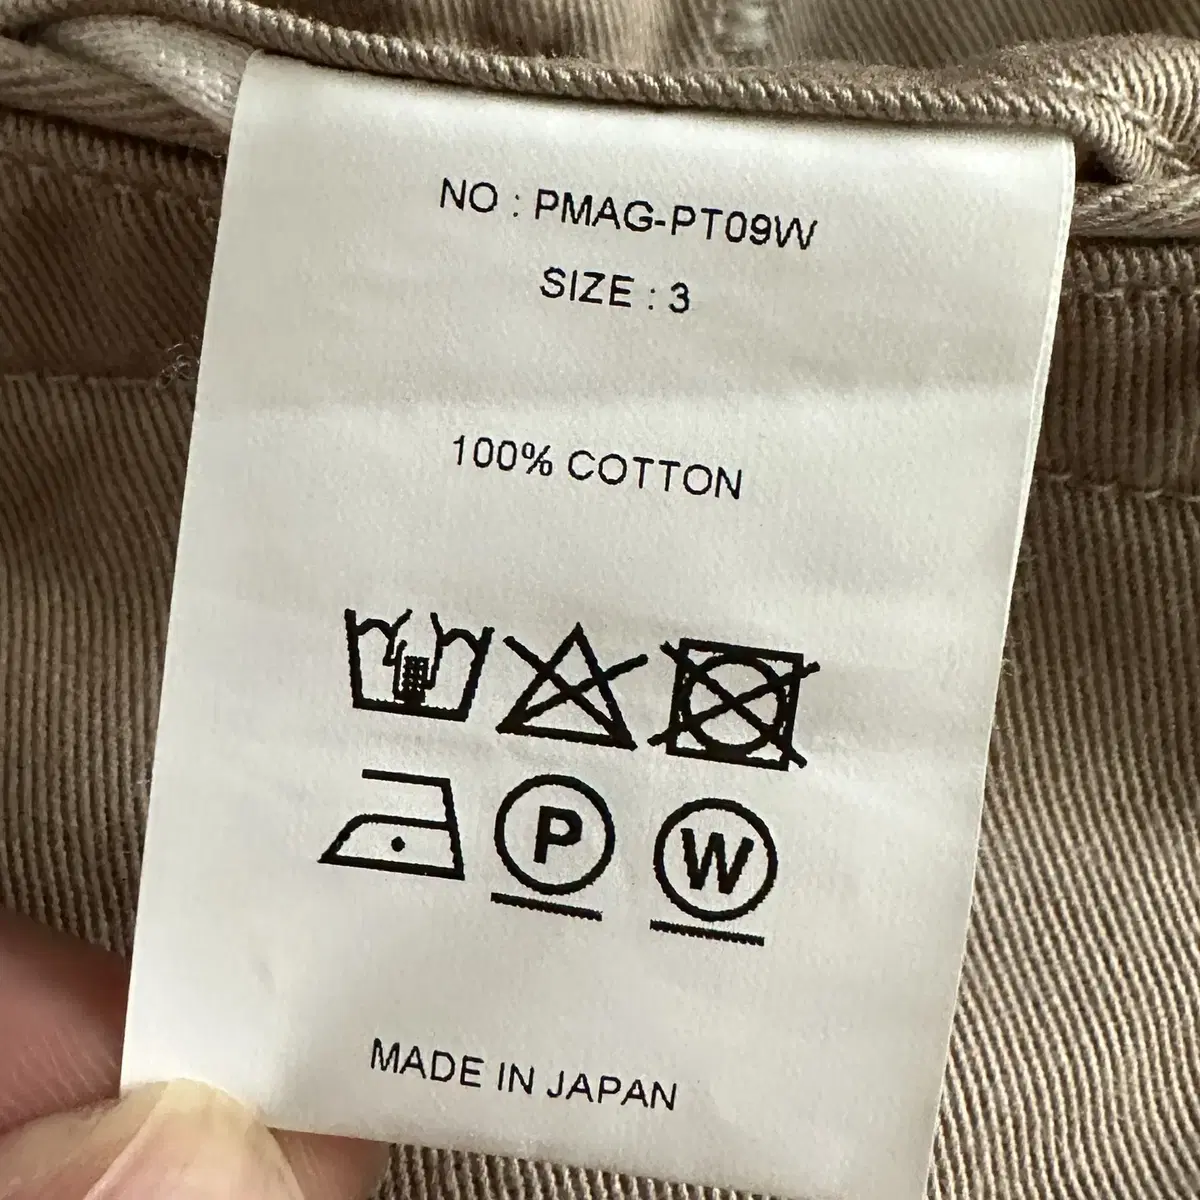 NO : PMAG-PT09W
SIZE : 3
100% COTTON
P W
MADE IN JAPAN